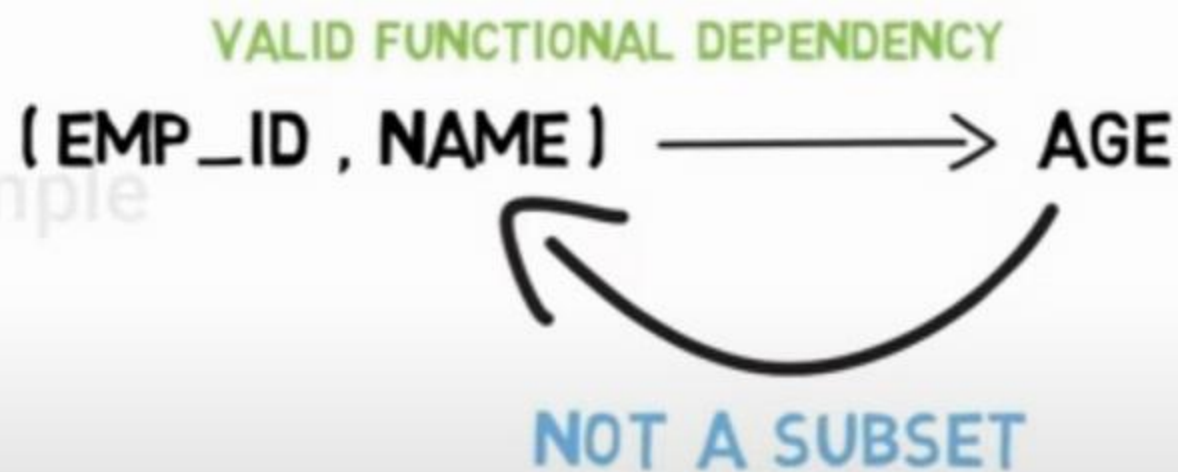 VALID FUNCTIONAL DEPENDENCY
(EMP_ID, NAME) → AGE
NOT A SUBSET